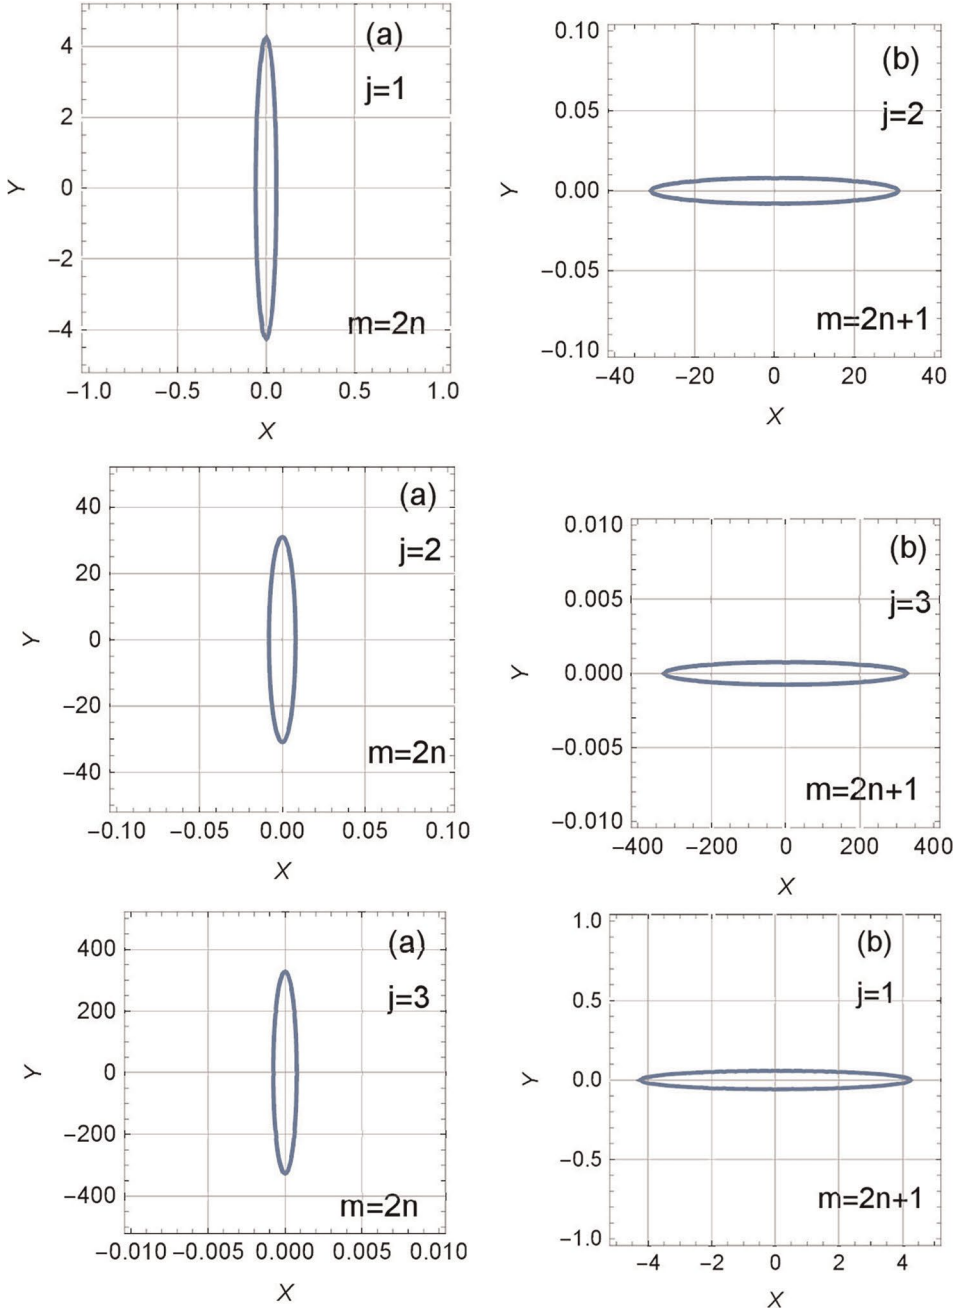 (a)
j=1
4
2
0
−2
−4
Y
m=2n
−1.0 −0.5 0.0 0.5 1.0
X
(b)
j=2
0.10
0.05
0.00
−0.05
−0.10
Y
m=2n+1
−40 −20 0 20 40
X
(a)
j=2
40
20
0
−20
−40
Y
m=2n
−0.10 −0.05 0.00 0.05 0.10
X
(b)
j=3
0.010
0.005
0.000
−0.005
−0.010
Y
m=2n+1
−400 −200 0 200 400
X
(a)
j=3
400
200
0
−200
−400
Y
m=2n
−0.010 −0.005 0.000 0.005 0.010
X
(b)
j=1
1.0
0.5
0.0
−0.5
−1.0
Y
m=2n+1
−4 −2 0 2 4
X